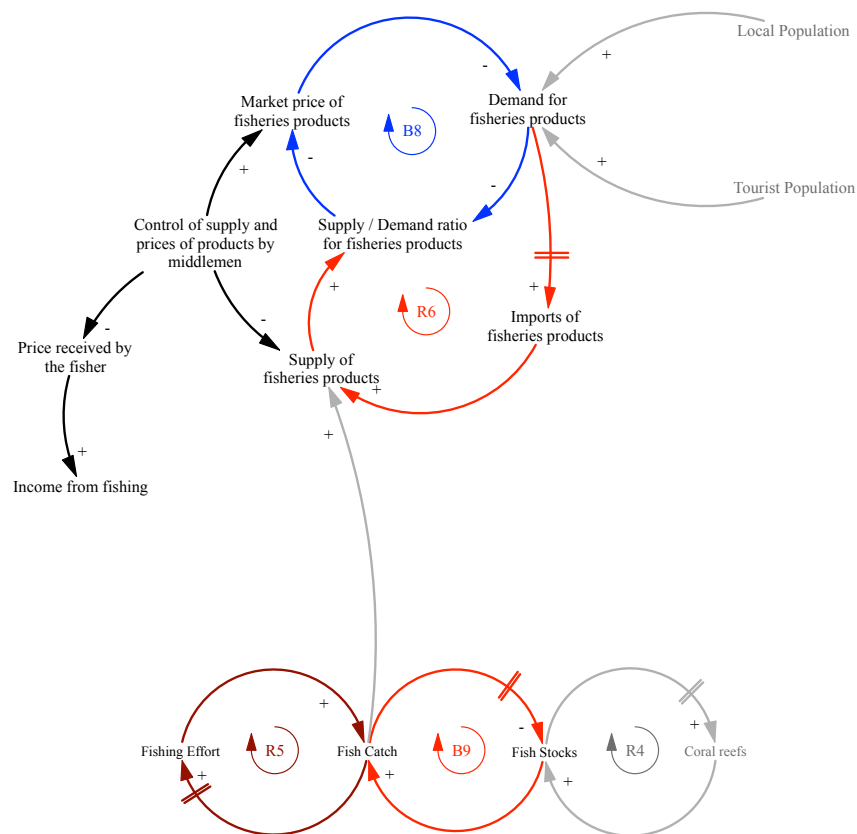 Local Population
+
-
Market price of
fisheries products
B8
Demand for
fisheries products
+
-
+
-
Tourist Population
Control of supply and
prices of products by
middlemen
Supply / Demand ratio
for fisheries products
+
+
R6
-
-
Imports of
fisheries products
Price received by
the fisher
Supply of
fisheries products
+
+
+
Income from fishing
+
+
-
Fishing Effort
R5
Fish Catch
B9
Fish Stocks
R4
Coral reefs
+
+
+